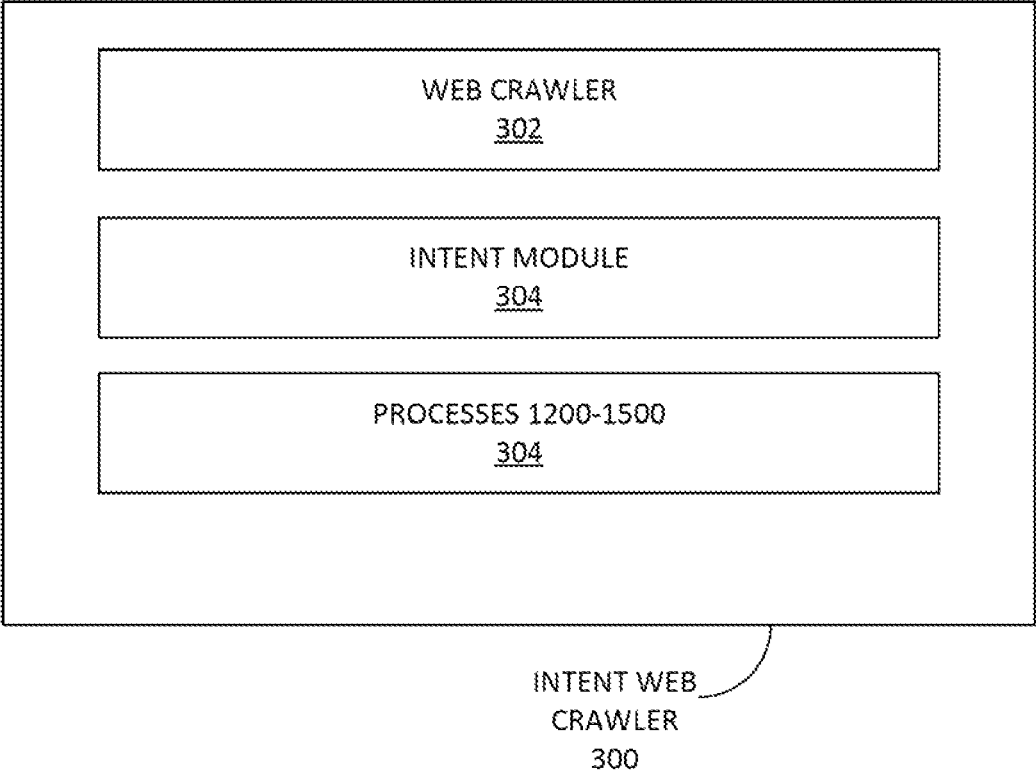 WEB CRAWLER
302
INTENT MODULE
304
PROCESSES 1200-1500
304
INTENT WEB
CRAWLER
300